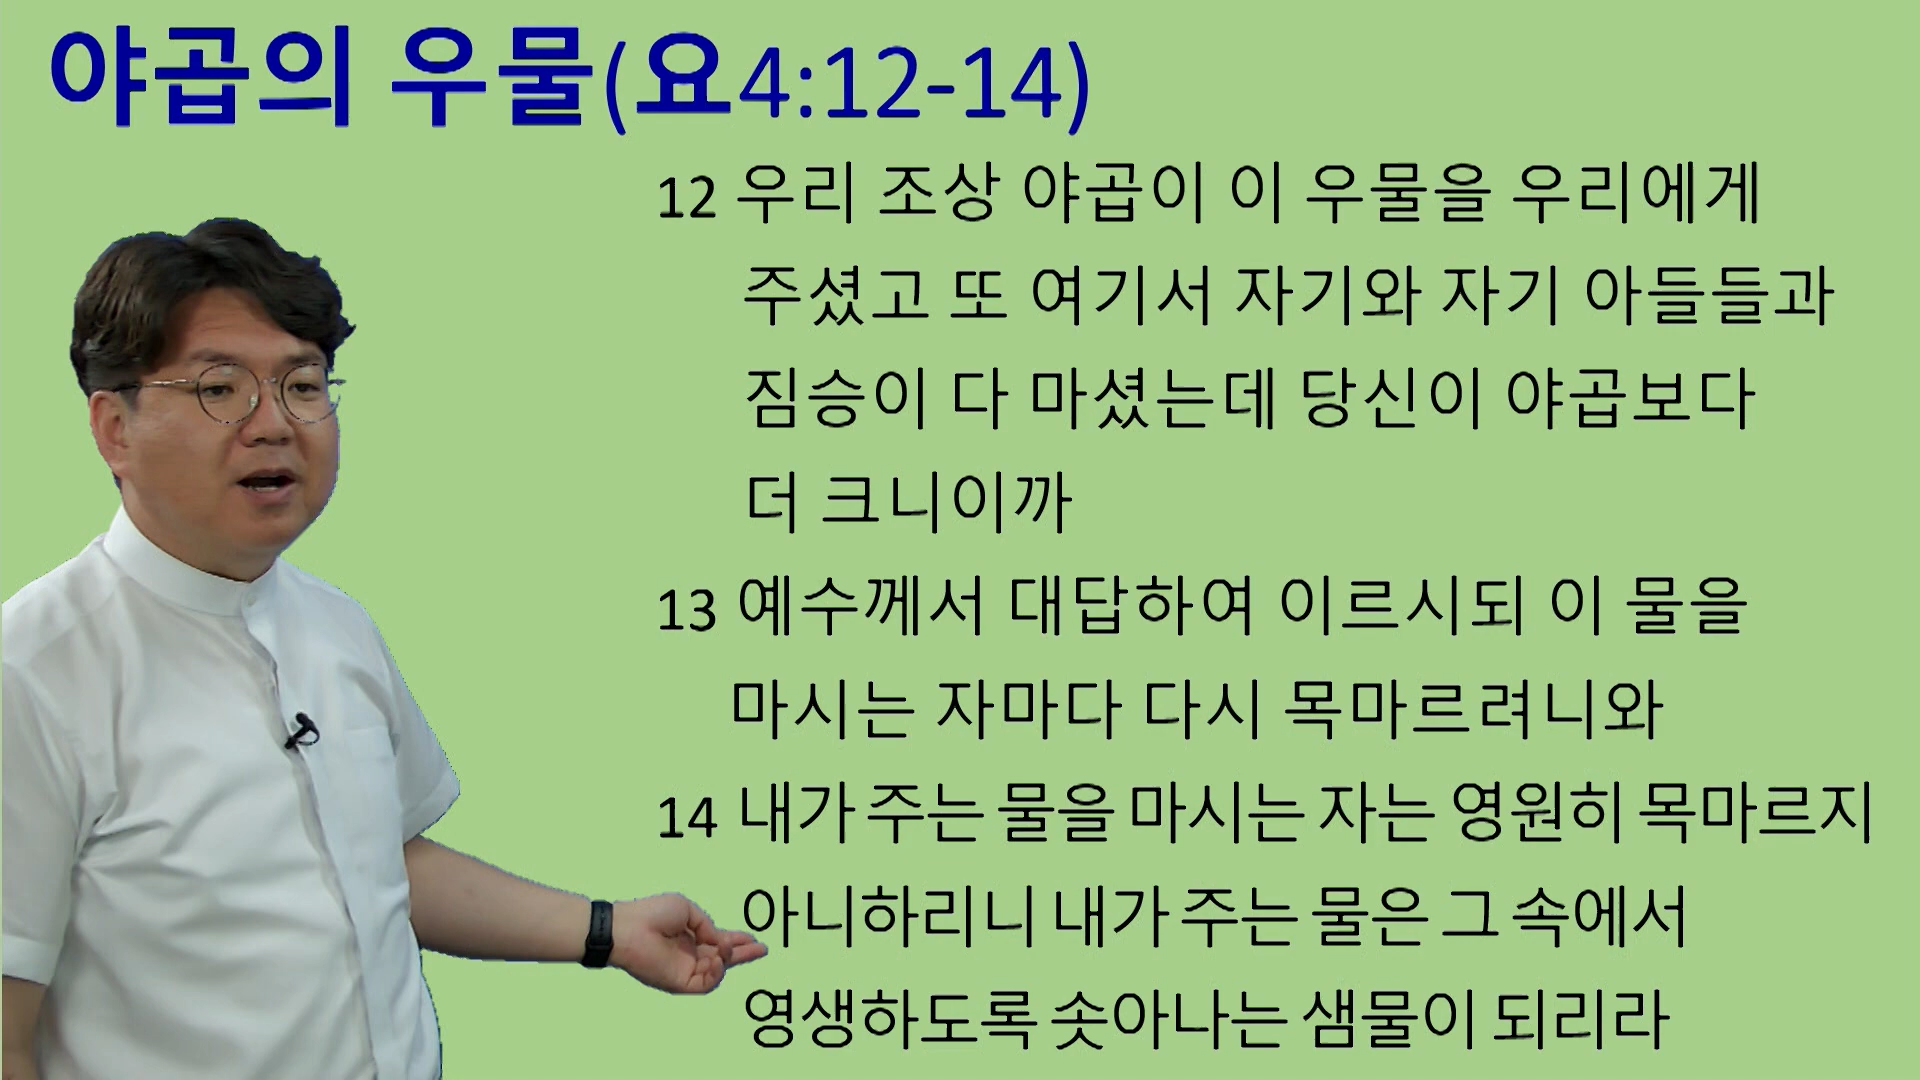 야곱의 우물(요4:12-14)
12 우리 조상 야곱이 이 우물을 우리에게
주셨고 또 여기서 자기와 자기 아들들과
짐승이 다 마셨는데 당신이 야곱보다
더 크니이까
13 예수께서 대답하여 이르시되 이 물을
마시는 자마다 다시 목마르려니와
14 내가 주는 물을 마시는 자는 영원히 목마르지
아니하리니 내가 주는 물은 그 속에서
영생하도록 솟아나는 샘물이 되리라